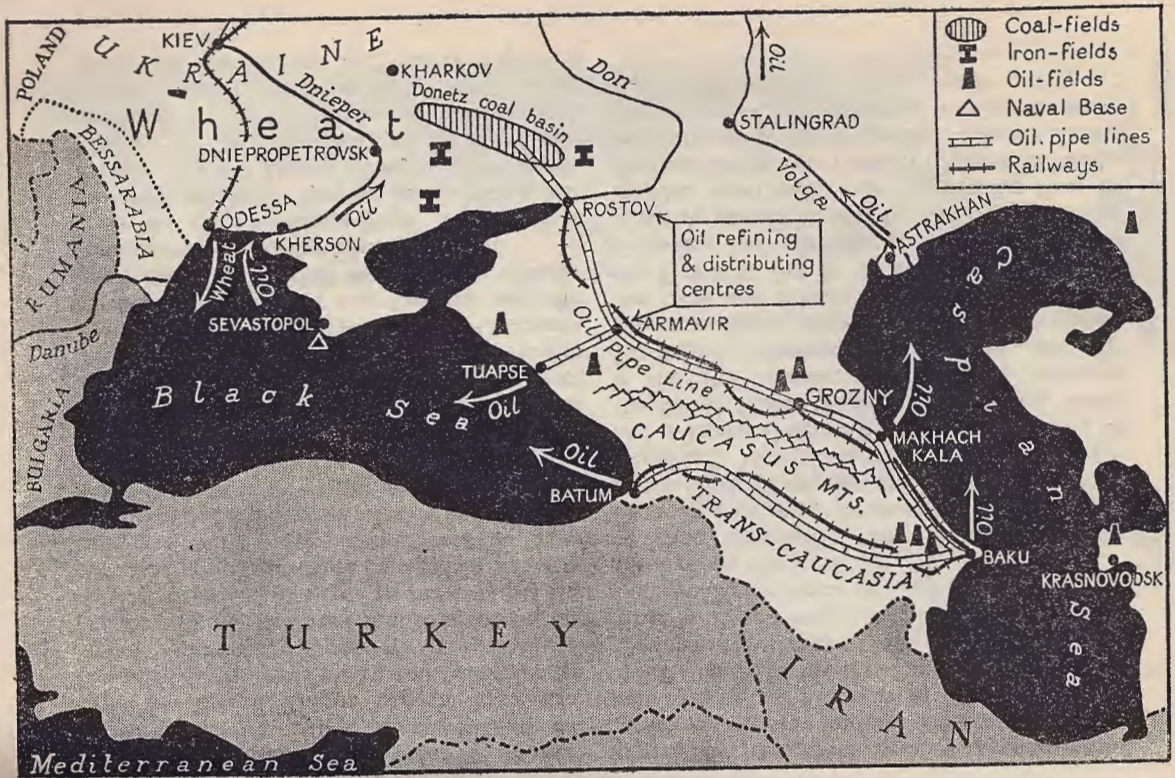 POLAND
UKRAINE
KIEV
Dnieper
KHARKOV
Donetz coal basin
Don
Oil
STALINGRAD
Volga
Oil
ASTRAKHAN
Coal-fields
Iron-fields
Oil-fields
Naval Base
Oil. pipe lines
Railways
Wheat
DNIEPROPETROVSK
BESSARABIA
RUMANIA
ODESSA
KHERSON
Oil
Wheat
Oil
ROSTOV
Oil refining
& distributing
centres
SEVASTOPOL
Danube
BULGARIA
Black Sea
TUAPSE
Oil
ARMAVIR
Oil Pipe Line
GROZNY
CAUCASUS MTS.
MAKHACH
KALA
Oil
Caspian Sea
Oil
BATUM
Oil
TRANS-CAUCASIA
BAKU
KRASNOVODSK
TURKEY
IRAN
Mediterranean Sea